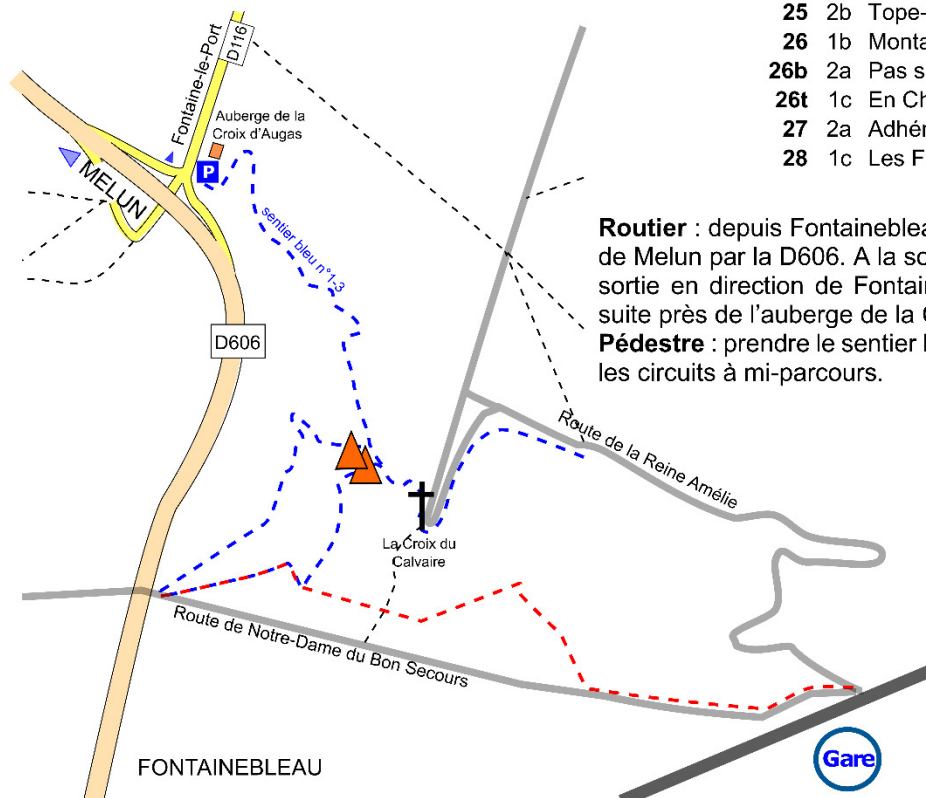 25 2b Tope-
26 1b Monta
26b 2a Pas s
26t 1c En Ch
27 2a Adhér
28 1c Les F
Routier : depuis Fontainebleau
de Melun par la D606. A la so
sortie en direction de Fontain
suite près de l'auberge de la C
Pédestre : prendre le sentier b
les circuits à mi-parcours.
Fontaine-le-Port
D116
Auberge de la
Croix d'Augas
P
MELUN
sentier bleu n°1-3
D606
Route de la Reine Amélie
La Croix du
Calvaire
Route de Notre-Dame du Bon Secours
FONTAINEBLEAU
Gare